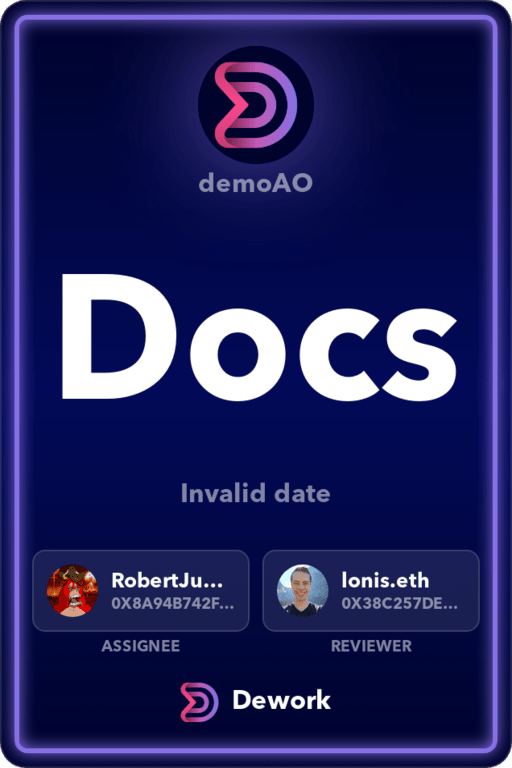 demoAO
Docs
Invalid date
RobertJu...
0X8A94B742F...
ASSIGNEE
lonis.eth
0X38C257DE...
REVIEWER
Dework